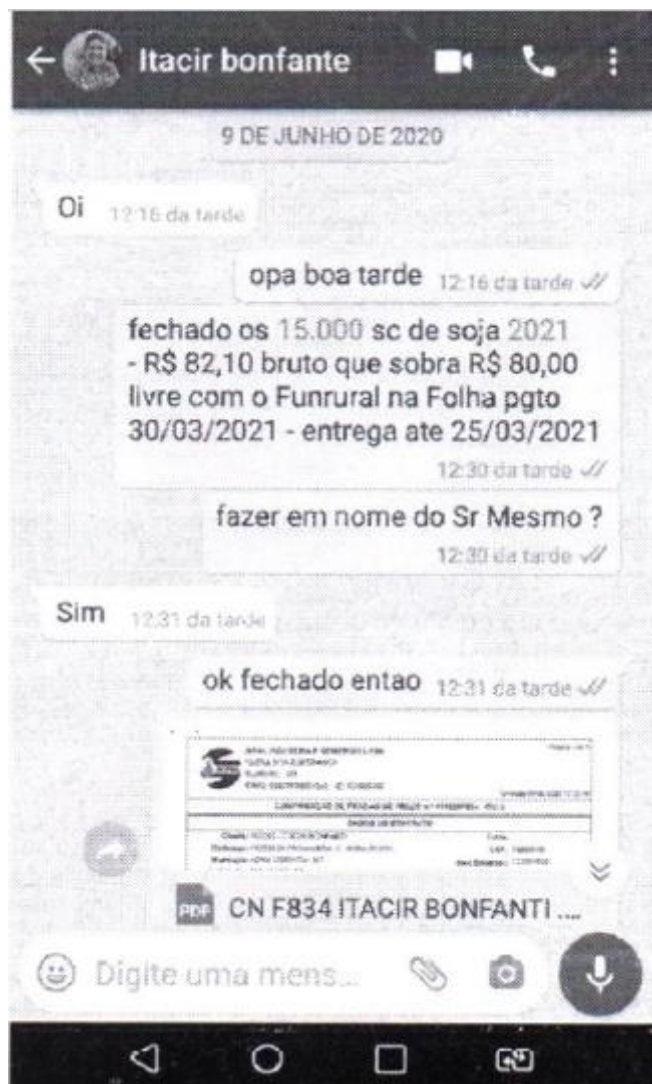 Itacir bonfante
9 DE JUNHO DE 2020
Oi 12:16 da tarde
opa boa tarde 12:16 da tarde
fechado os 15.000 sc de soja 2021
- R$ 82,10 bruto que sobra R$ 80,00
livre com o Funrural na Folha pgto
30/03/2021 - entrega ate 25/03/2021
12:30 da tarde
fazer em nome do Sr Mesmo ?
12:30 da tarde
Sim 12:31 da tarde
ok fechado entao 12:31 da tarde
PDF CN F834 ITACIR BONFANTI ....
Digite uma mens...